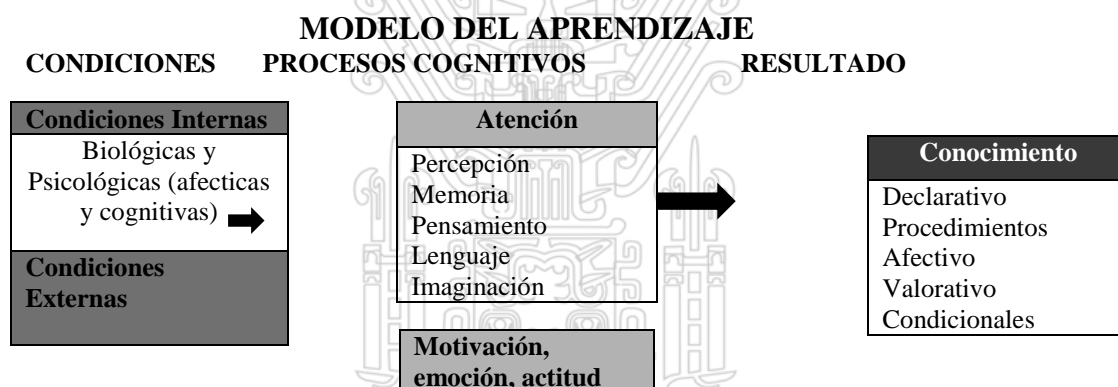 MODELO DEL APRENDIZAJE
CONDICIONES PROCESOS COGNITIVOS RESULTADO
Condiciones Internas
Biológicas y
Psicológicas (afecticas
y cognitivas)
Condiciones
Externas
Atención
Percepción
Memoria
Pensamiento
Lenguaje
Imaginación
Motivación,
emoción, actitud
Conocimiento
Declarativo
Procedimientos
Afectivo
Valorativo
Condicionales